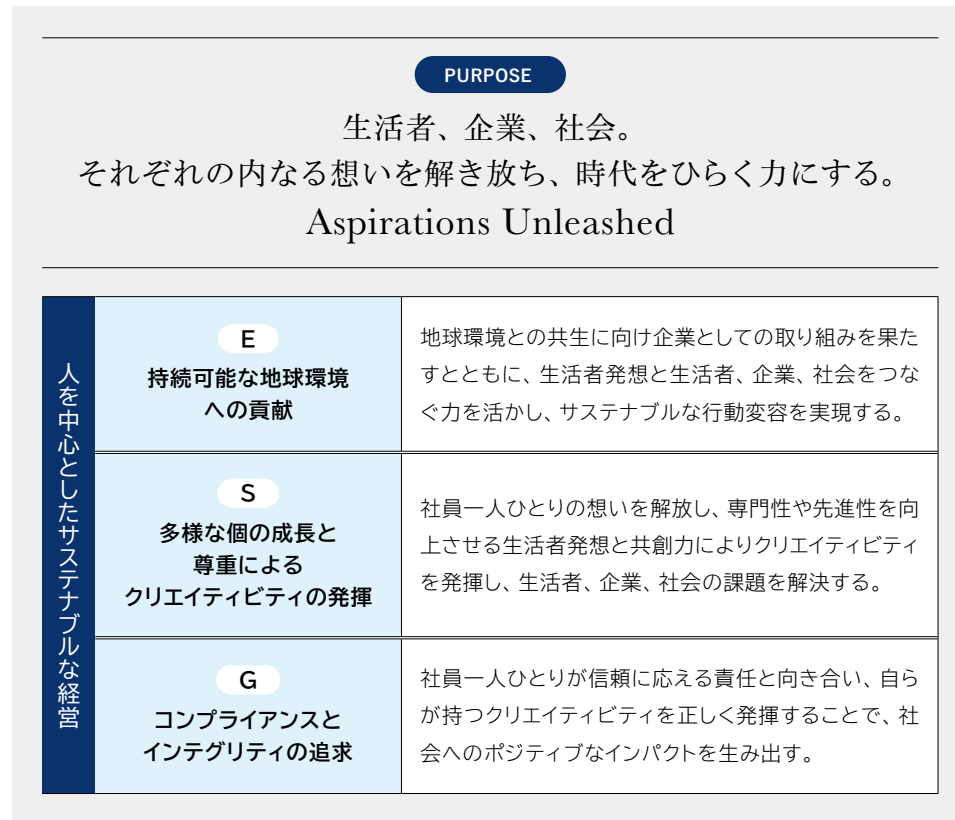 PURPOSE
生活者、企業、社会。
それぞれの内なる想いを解き放ち、時代をひらく力にする。
Aspirations Unleashed
人を中心としたサステナブルな経営
E
持続可能な地球環境
への貢献
地球環境との共生に向け企業としての取り組みを果た
すとともに、生活者発想と生活者、企業、社会をつな
ぐ力を活かし、サステナブルな行動変容を実現する。
S
多様な個の成長と
尊重による
クリエイティビティの発揮
社員一人ひとりの想いを解放し、専門性や先進性を向
上させる生活者発想と共創力によりクリエイティビティ
を発揮し、生活者、企業、社会の課題を解決する。
G
コンプライアンスと
インテグリティの追求
社員一人ひとりが信頼に応える責任と向き合い、自ら
が持つクリエイティビティを正しく発揮することで、社
会へのポジティブなインパクトを生み出す。